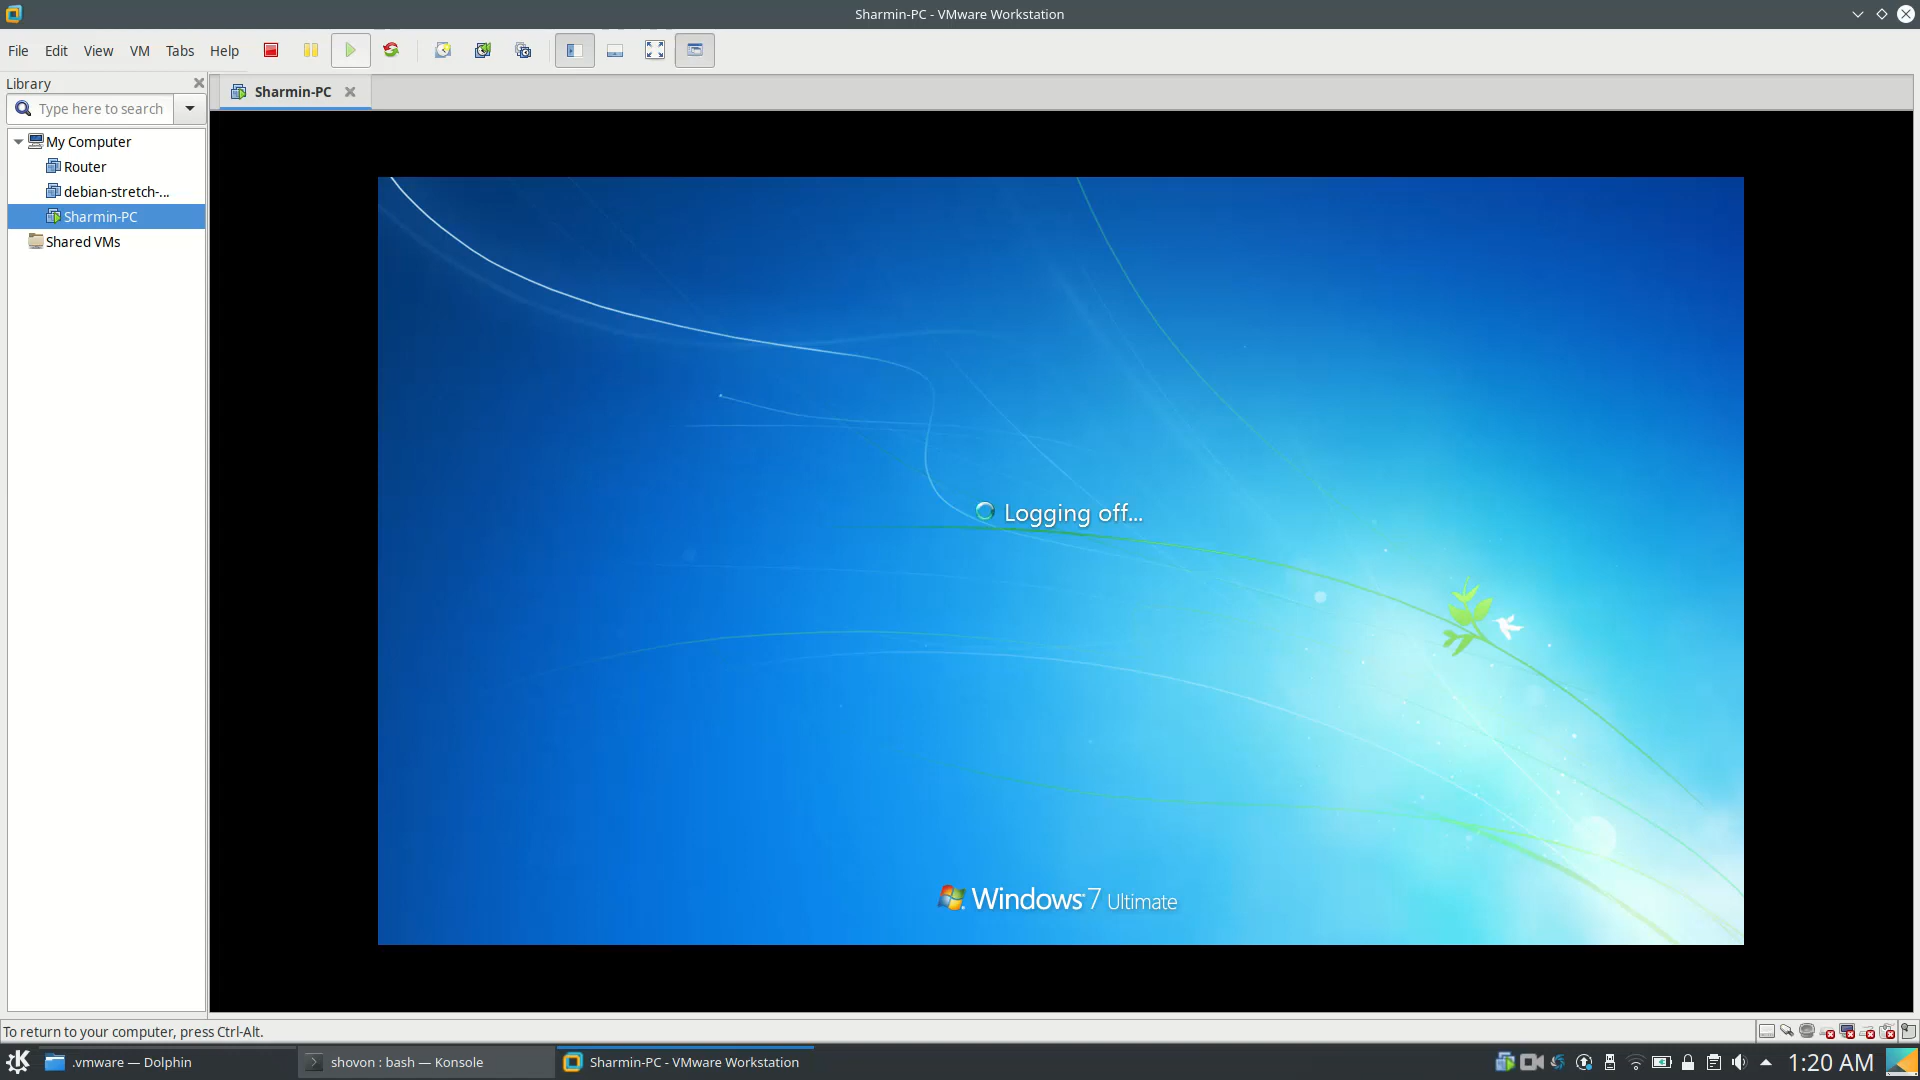 Sharmin-PC - VMware Workstation
File Edit View VM Tabs Help
Library
Type here to search
My Computer
Router
debian-stretch-...
Sharmin-PC
Shared VMs
Sharmin-PC
Logging off...
Windows 7 Ultimate
To return to your computer, press Ctrl-Alt.
.vmware — Dolphin
shovon : bash — Konsole
Sharmin-PC - VMware Workstation
1:20 AM